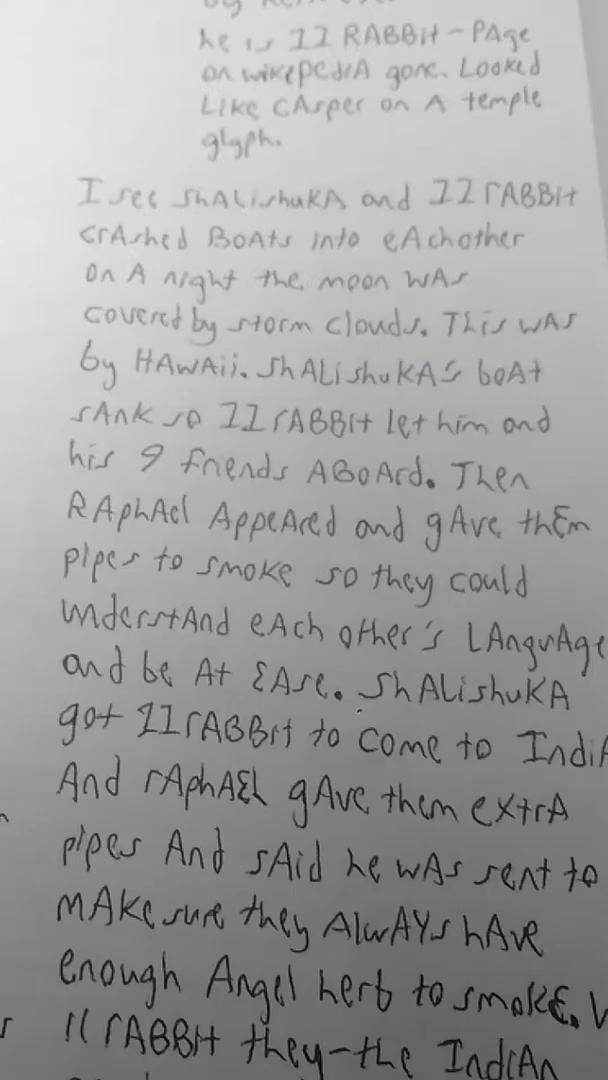 he is 11 RABBit - PAge
on wikepediA gone. Looked
Like CAsper on A temple
glyph.
I see ShALishuKA and 11 rABBit
crAshed BoAts into eAchother
on A night the moon wAs
covered by storm clouds. This wAs
by HAwAii. ShALishuKA's boAt
sAnk so 11 rABBit let him and
his 9 friends ABoArd. Then
RAphAel AppeAred and gAve them
pipes to smoke so they could
understAnd eAch other's LAnguAge
and be At EAse. ShALishuKA
got 11 rABBit to come to IndiA
And rAphAEL gAve them extrA
pipes And sAid he wAs sent to
mAke sure they AlwAYs hAve
enough Angel herb to smokE.
11 rABBit they-the IndiAn